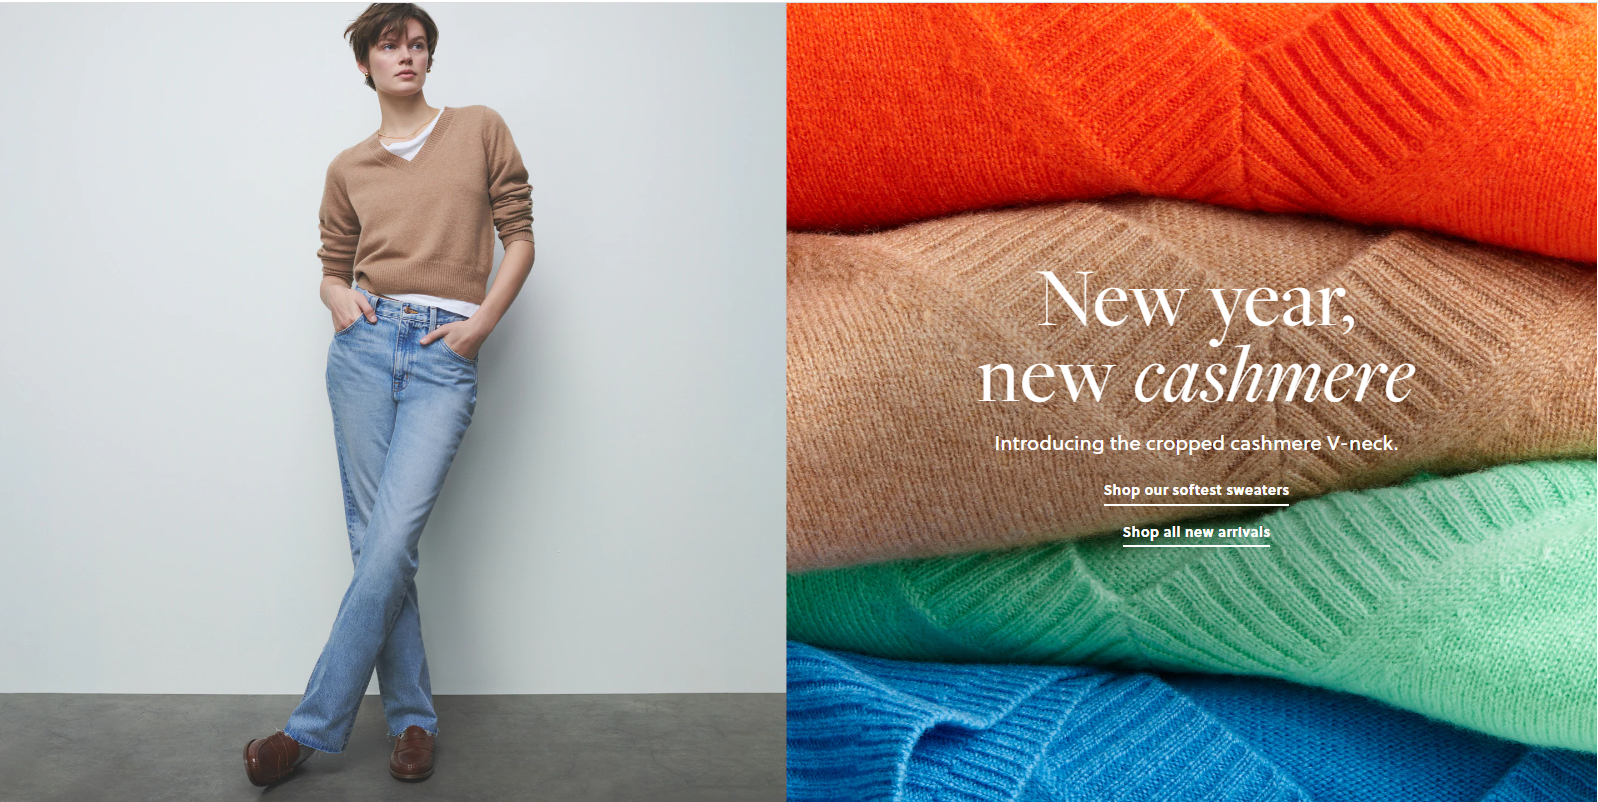 New year,
new cashmere
Introducing the cropped cashmere V-neck.
Shop our softest sweaters
Shop all new arrivals